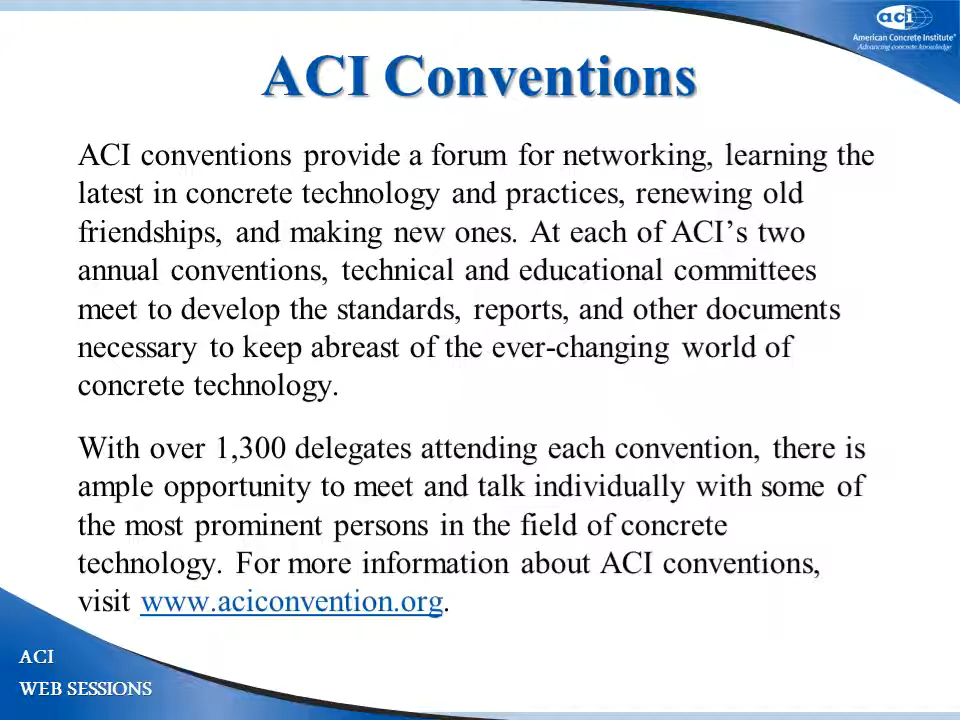 aci
American Concrete Institute®
Advancing concrete knowledge
ACI Conventions
ACI conventions provide a forum for networking, learning the
latest in concrete technology and practices, renewing old
friendships, and making new ones. At each of ACI’s two
annual conventions, technical and educational committees
meet to develop the standards, reports, and other documents
necessary to keep abreast of the ever-changing world of
concrete technology.
With over 1,300 delegates attending each convention, there is
ample opportunity to meet and talk individually with some of
the most prominent persons in the field of concrete
technology. For more information about ACI conventions,
visit www.aciconvention.org.
ACI
WEB SESSIONS